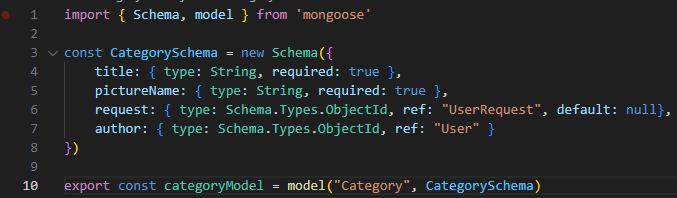 1 import { Schema, model } from 'mongoose'
2
3 const CategorySchema = new Schema({
4     title: { type: String, required: true },
5     pictureName: { type: String, required: true },
6     request: { type: Schema.Types.ObjectId, ref: "UserRequest", default: null},
7     author: { type: Schema.Types.ObjectId, ref: "User" }
8 })
9
10 export const categoryModel = model("Category", CategorySchema)